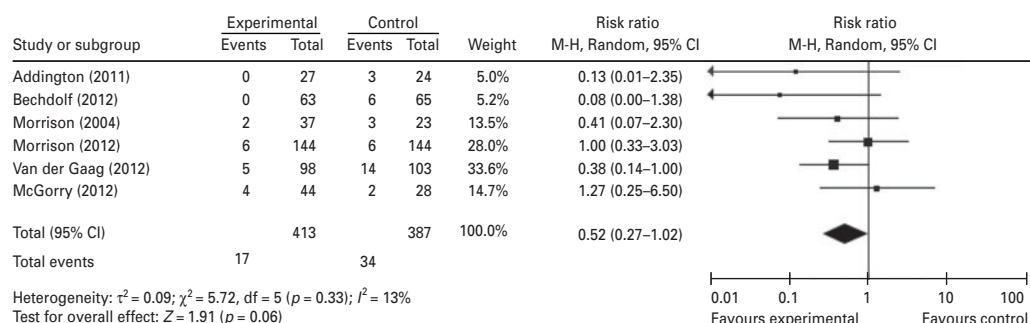 Experimental Control Risk ratio Risk ratio
Study or subgroup Events Total Events Total Weight M-H, Random, 95% CI M-H, Random, 95% CI
Addington (2011) 0 27 3 24 5.0% 0.13 (0.01–2.35)
Bechdolf (2012) 0 63 6 65 5.2% 0.08 (0.00–1.38)
Morrison (2004) 2 37 3 23 13.5% 0.41 (0.07–2.30)
Morrison (2012) 6 144 6 144 28.0% 1.00 (0.33–3.03)
Van der Gaag (2012) 5 98 14 103 33.6% 0.38 (0.14–1.00)
McGorry (2012) 4 44 2 28 14.7% 1.27 (0.25–6.50)
Total (95% CI) 413 387 100.0% 0.52 (0.27–1.02)
Total events 17 34
Heterogeneity: τ² = 0.09; χ² = 5.72, df = 5 (p = 0.33); I² = 13%
Test for overall effect: Z = 1.91 (p = 0.06)
0.01 0.1 1 10 100
Favours experimental Favours control